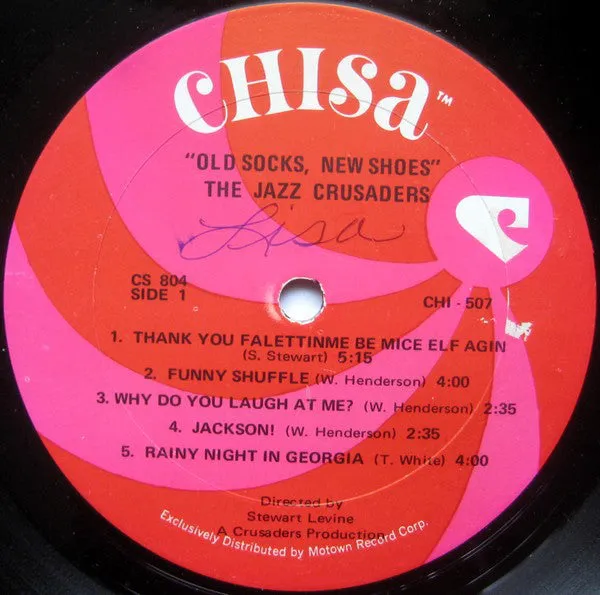 CHISa™
"OLD SOCKS, NEW SHOES"
THE JAZZ CRUSADERS
Lisa
CS 804
SIDE 1
CHI - 507
1. THANK YOU FALETTINME BE MICE ELF AGIN
(S. Stewart) 5:15
2. FUNNY SHUFFLE (W. Henderson) 4:00
3. WHY DO YOU LAUGH AT ME? (W. Henderson) 2:35
4. JACKSON! (W. Henderson) 2:35
5. RAINY NIGHT IN GEORGIA (T. White) 4:00
Directed by
Stewart Levine
A Crusaders Production
Exclusively Distributed by Motown Record Corp.